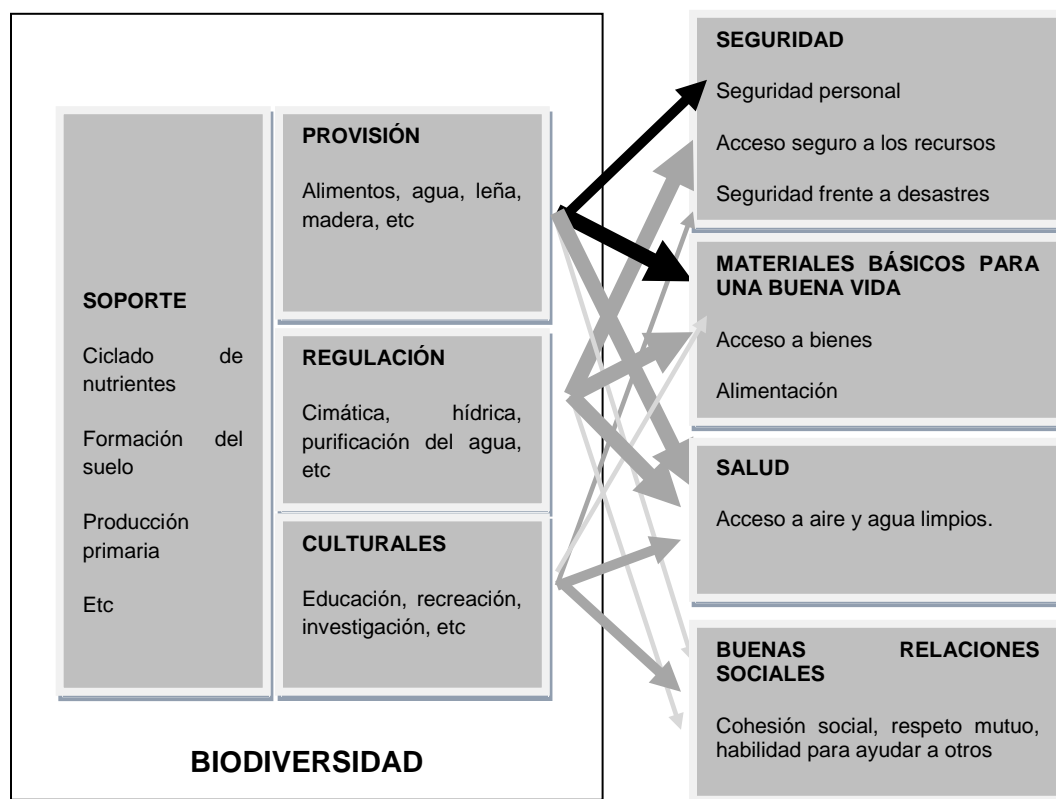 SOPORTE
Ciclado de
nutrientes
Formación del
suelo
Producción
primaria
Etc
PROVISIÓN
Alimentos, agua, leña,
madera, etc
REGULACIÓN
Cimática, hídrica,
purificación del agua,
etc
CULTURALES
Educación, recreación,
investigación, etc
BIODIVERSIDAD
SEGURIDAD
Seguridad personal
Acceso seguro a los recursos
Seguridad frente a desastres
MATERIALES BÁSICOS PARA
UNA BUENA VIDA
Acceso a bienes
Alimentación
SALUD
Acceso a aire y agua limpios.
BUENAS RELACIONES
SOCIALES
Cohesión social, respeto mutuo,
habilidad para ayudar a otros